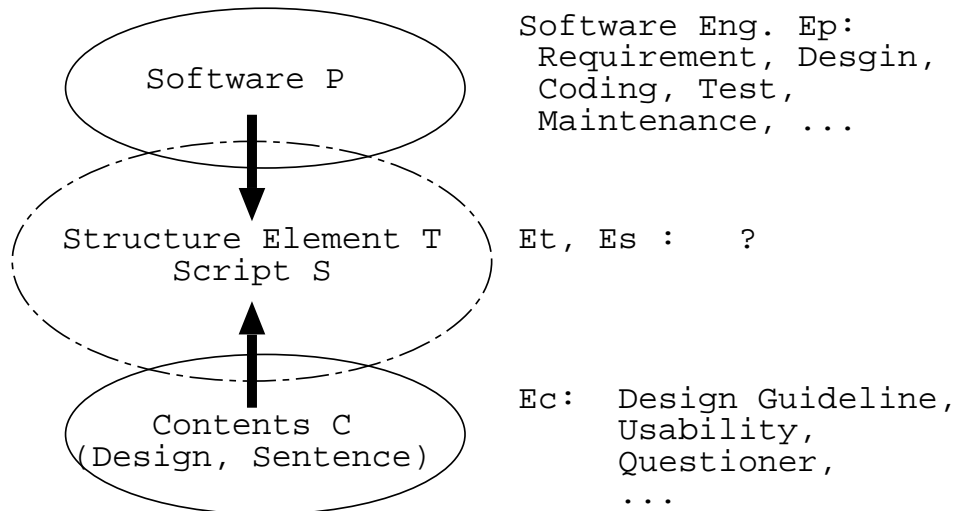 Software P
Software Eng. Ep:
Requirement, Desgin,
Coding, Test,
Maintenance, ...
Structure Element T
Script S
Et, Es : ?
Contents C
(Design, Sentence)
Ec: Design Guideline,
Usability,
Questioner,
...